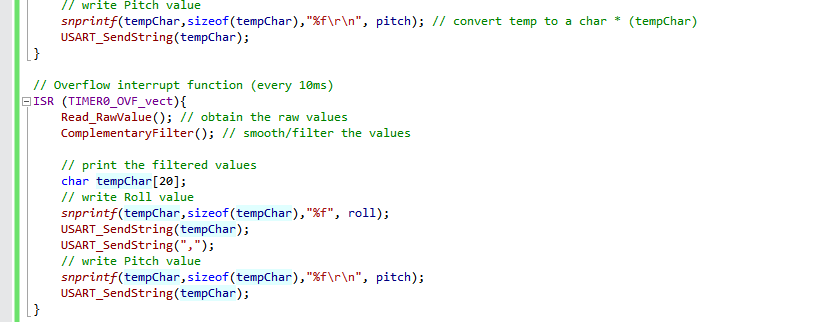 // write Pitch value
snprintf(tempChar,sizeof(tempChar),"%f\r\n", pitch); // convert temp to a char * (tempChar)
USART_SendString(tempChar);
}
// Overflow interrupt function (every 10ms)
ISR (TIMER0_OVF_vect){
Read_RawValue(); // obtain the raw values
ComplementaryFilter(); // smooth/filter the values
// print the filtered values
char tempChar[20];
// write Roll value
snprintf(tempChar,sizeof(tempChar),"%f", roll);
USART_SendString(tempChar);
USART_SendString(",");
// write Pitch value
snprintf(tempChar,sizeof(tempChar),"%f\r\n", pitch);
USART_SendString(tempChar);
}